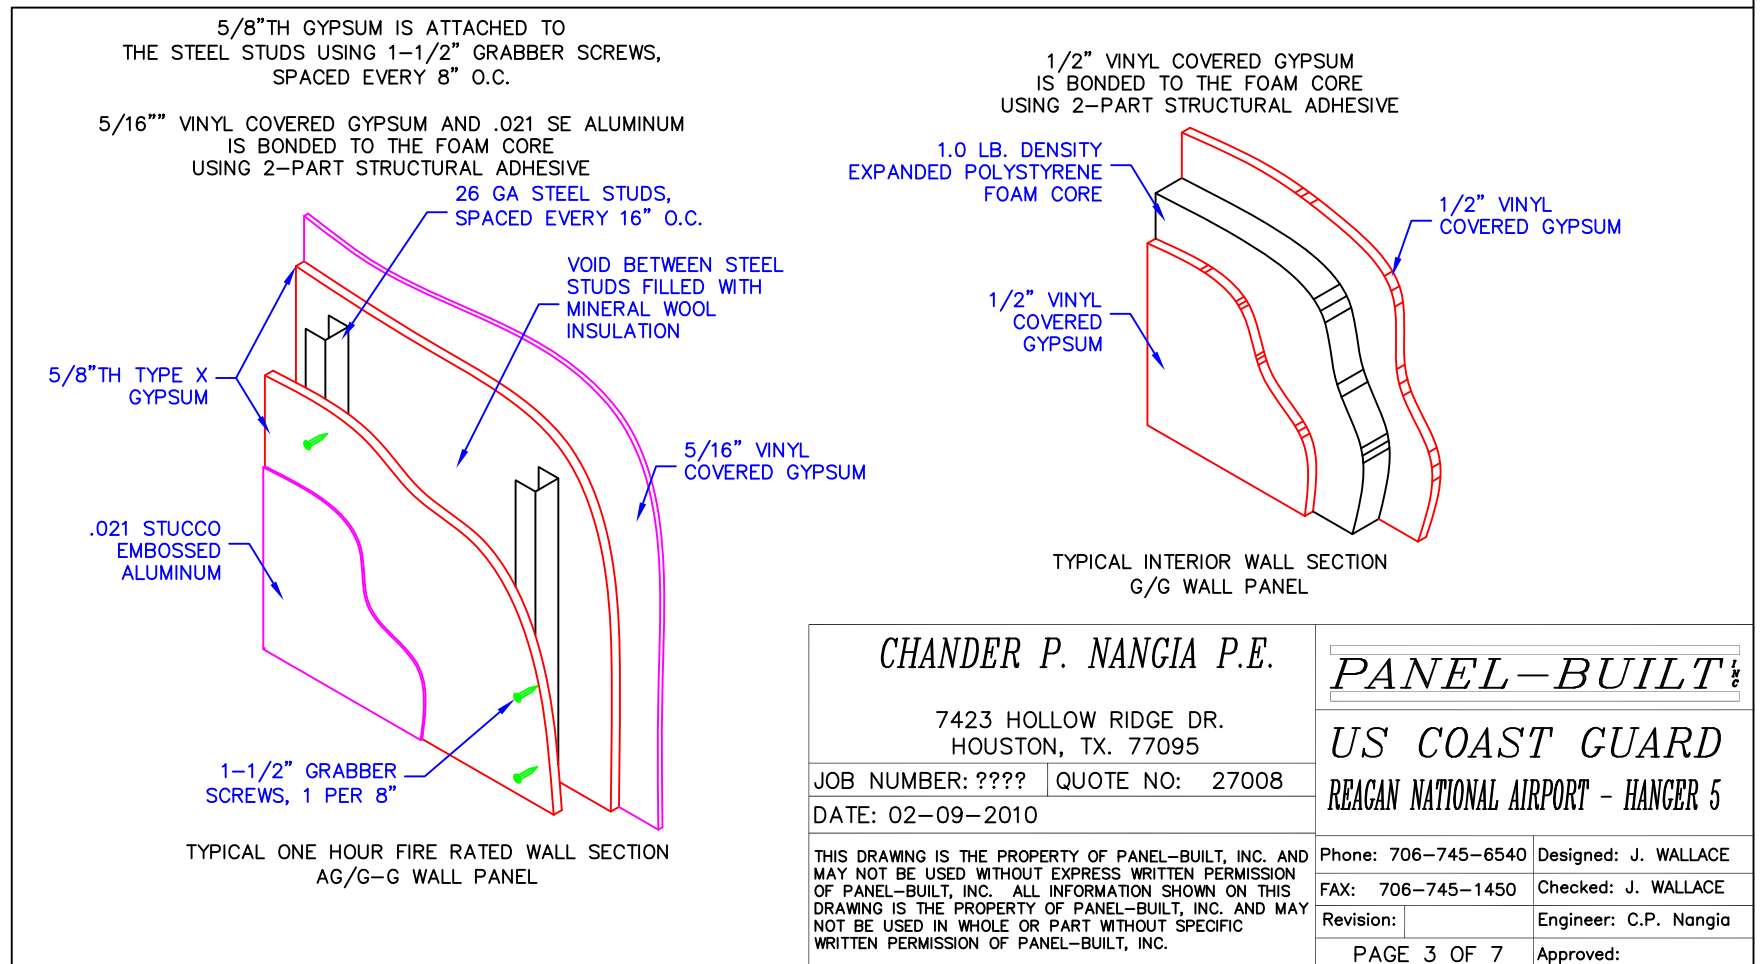 5/8”TH GYPSUM IS ATTACHED TO
THE STEEL STUDS USING 1-1/2” GRABBER SCREWS,
SPACED EVERY 8” O.C.
5/16”” VINYL COVERED GYPSUM AND .021 SE ALUMINUM
IS BONDED TO THE FOAM CORE
USING 2-PART STRUCTURAL ADHESIVE
26 GA STEEL STUDS,
SPACED EVERY 16” O.C.
VOID BETWEEN STEEL
STUDS FILLED WITH
MINERAL WOOL
INSULATION
5/8”TH TYPE X
GYPSUM
5/16” VINYL
COVERED GYPSUM
.021 STUCCO
EMBOSSED
ALUMINUM
1-1/2” GRABBER
SCREWS, 1 PER 8”
TYPICAL ONE HOUR FIRE RATED WALL SECTION
AG/G-G WALL PANEL
1/2” VINYL COVERED GYPSUM
IS BONDED TO THE FOAM CORE
USING 2-PART STRUCTURAL ADHESIVE
1.0 LB. DENSITY
EXPANDED POLYSTYRENE
FOAM CORE
1/2” VINYL
COVERED GYPSUM
1/2” VINYL
COVERED
GYPSUM
TYPICAL INTERIOR WALL SECTION
G/G WALL PANEL
CHANDER P. NANGIA P.E.
7423 HOLLOW RIDGE DR.
HOUSTON, TX. 77095
JOB NUMBER: ???? QUOTE NO: 27008
DATE: 02-09-2010
THIS DRAWING IS THE PROPERTY OF PANEL-BUILT, INC. AND
MAY NOT BE USED WITHOUT EXPRESS WRITTEN PERMISSION
OF PANEL-BUILT, INC. ALL INFORMATION SHOWN ON THIS
DRAWING IS THE PROPERTY OF PANEL-BUILT, INC. AND MAY
NOT BE USED IN WHOLE OR PART WITHOUT SPECIFIC
WRITTEN PERMISSION OF PANEL-BUILT, INC.
PANEL-BUILT INC
US COAST GUARD
REAGAN NATIONAL AIRPORT - HANGER 5
Phone: 706-745-6540 Designed: J. WALLACE
FAX: 706-745-1450 Checked: J. WALLACE
Revision: Engineer: C.P. Nangia
PAGE 3 OF 7 Approved: